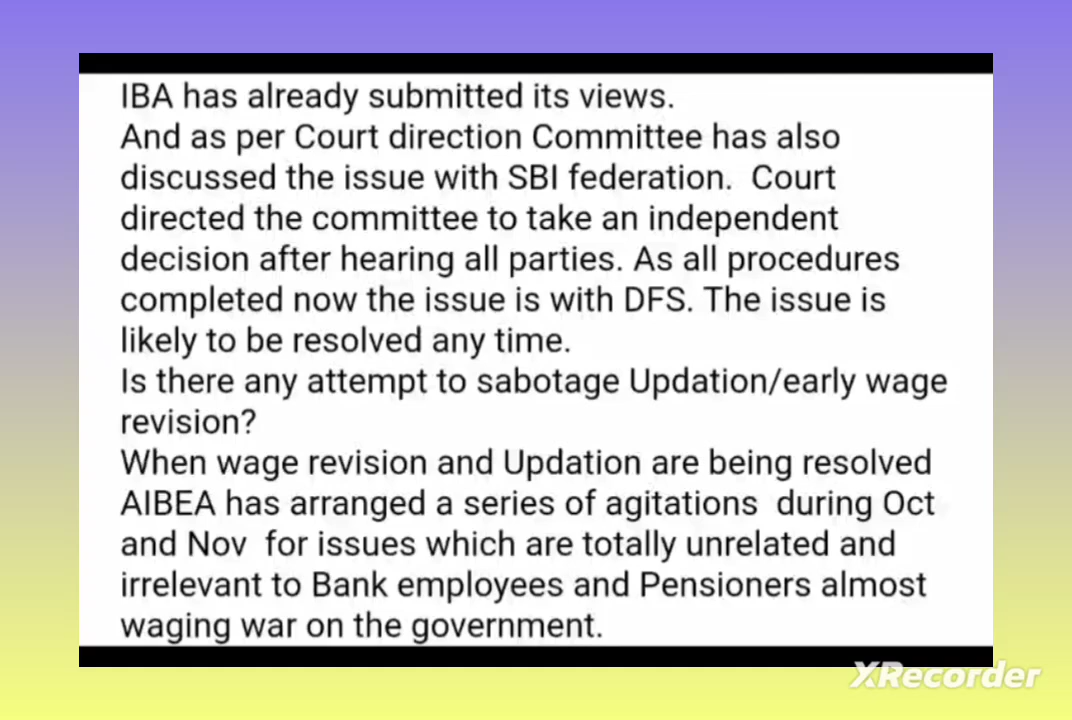 IBA has already submitted its views.
And as per Court direction Committee has also
discussed the issue with SBI federation.  Court
directed the committee to take an independent
decision after hearing all parties. As all procedures
completed now the issue is with DFS. The issue is
likely to be resolved any time.
Is there any attempt to sabotage Updation/early wage
revision?
When wage revision and Updation are being resolved
AIBEA has arranged a series of agitations  during Oct
and Nov  for issues which are totally unrelated and
irrelevant to Bank employees and Pensioners almost
waging war on the government.
XRecorder